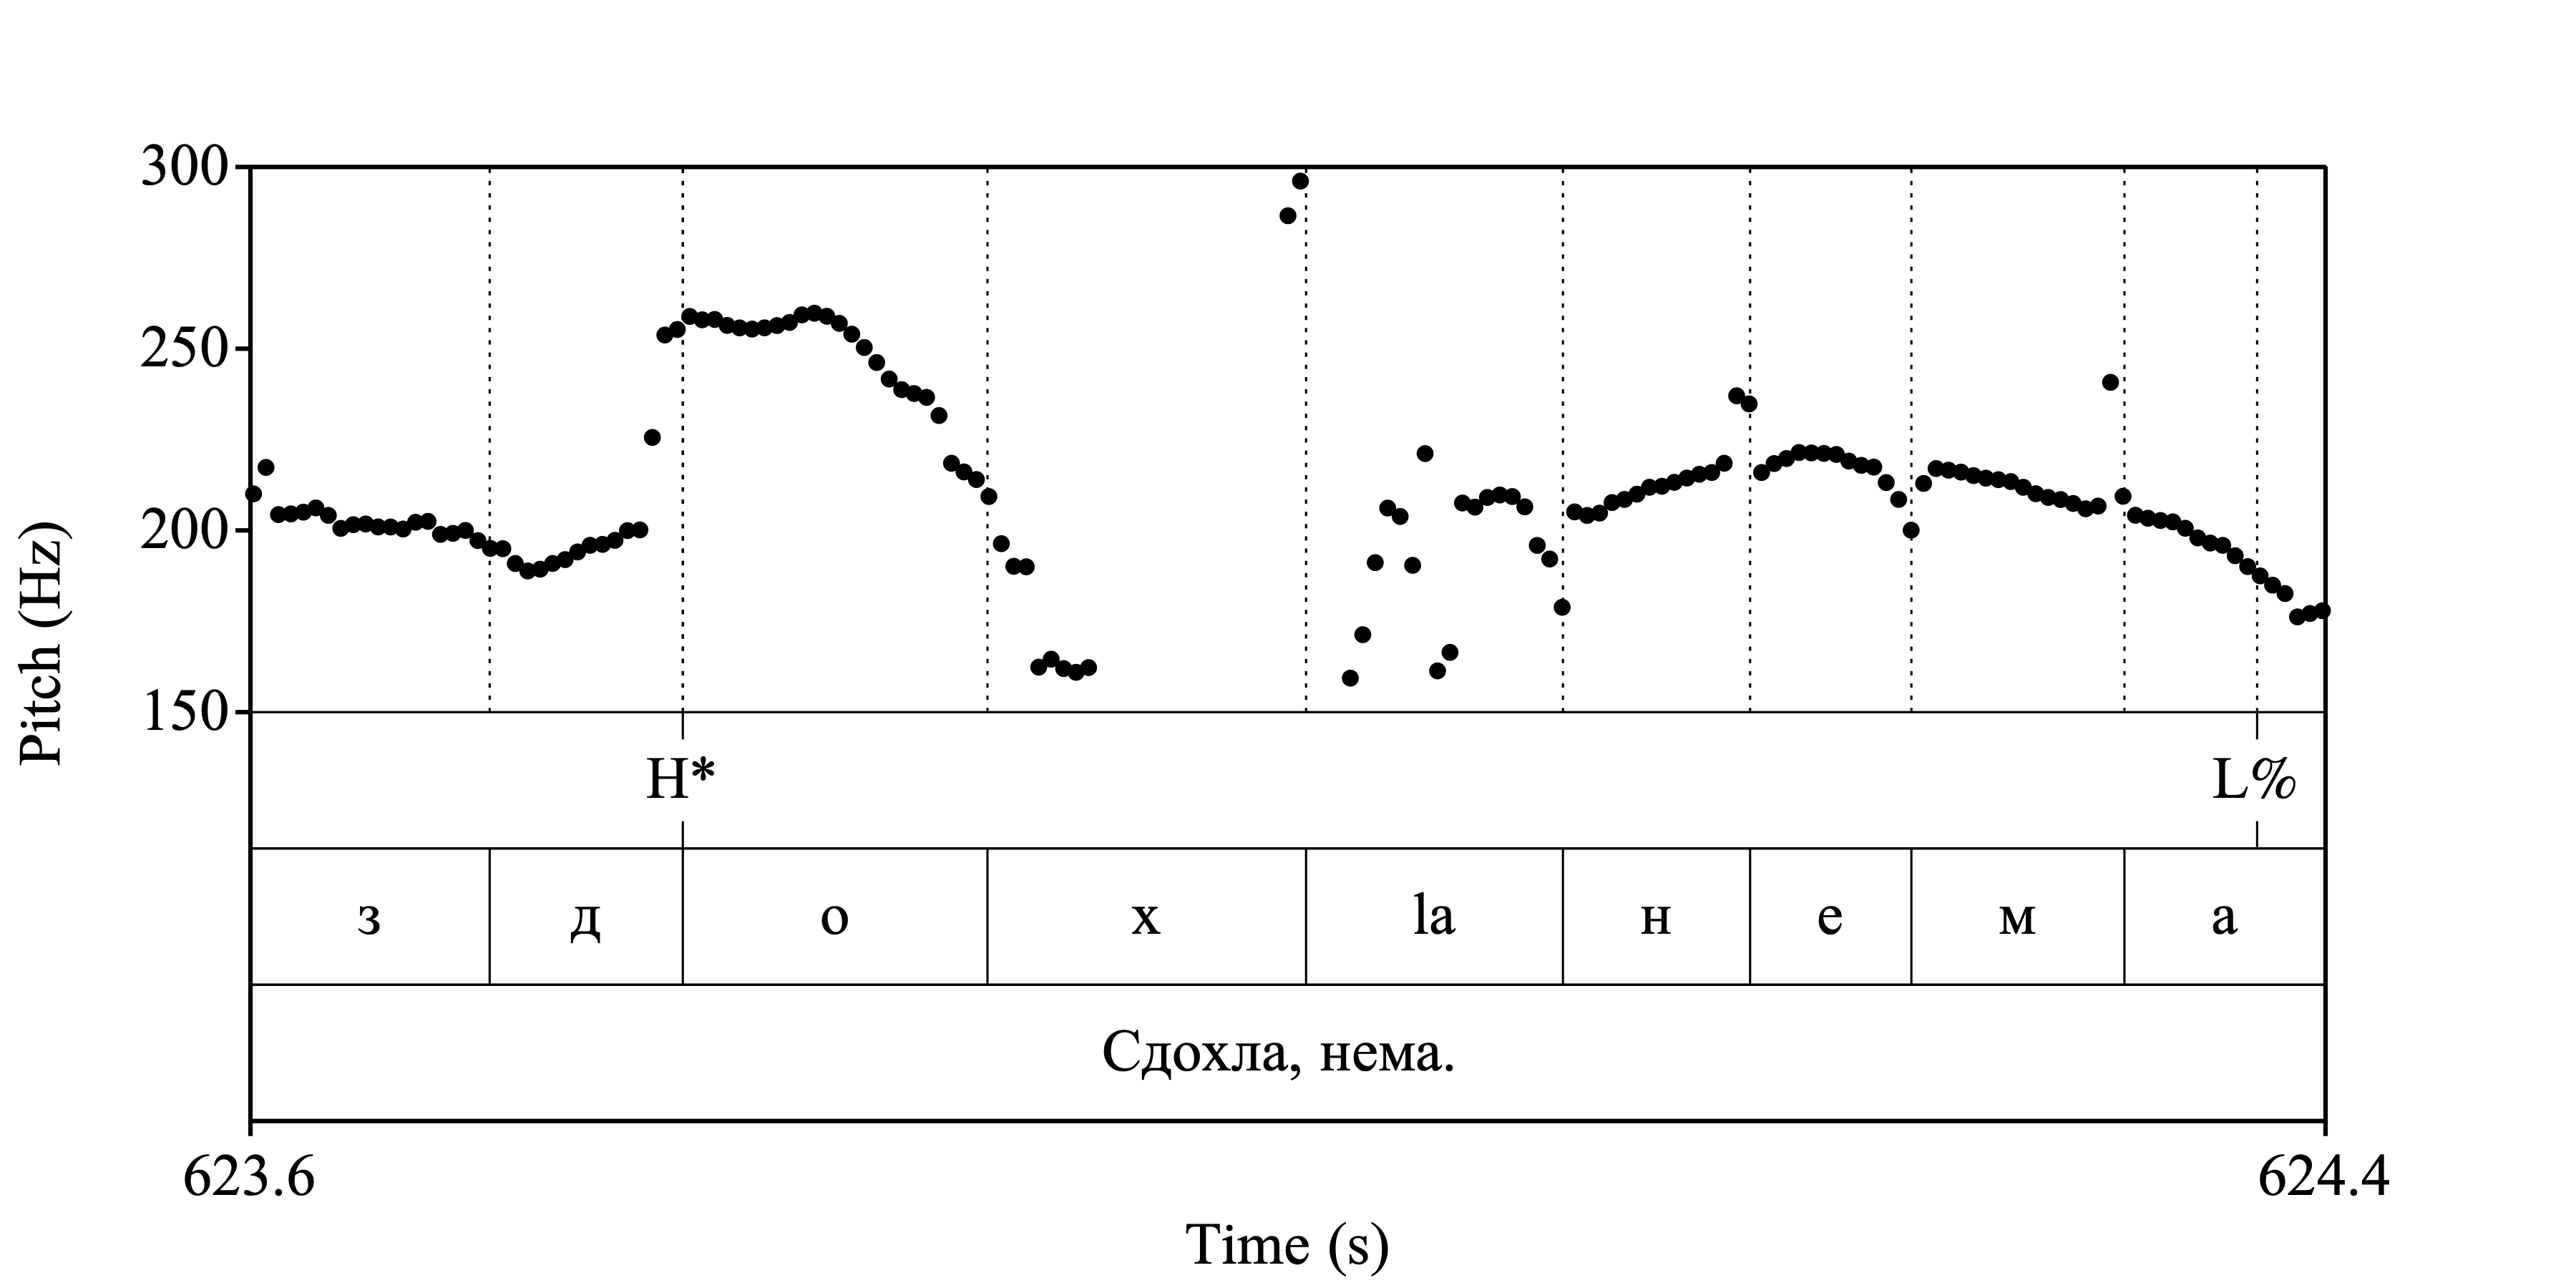 300
250
200
150
Pitch (Hz)
H* L%
з д о х la н е м а
Сдохла, нема.
623.6 624.4
Time (s)